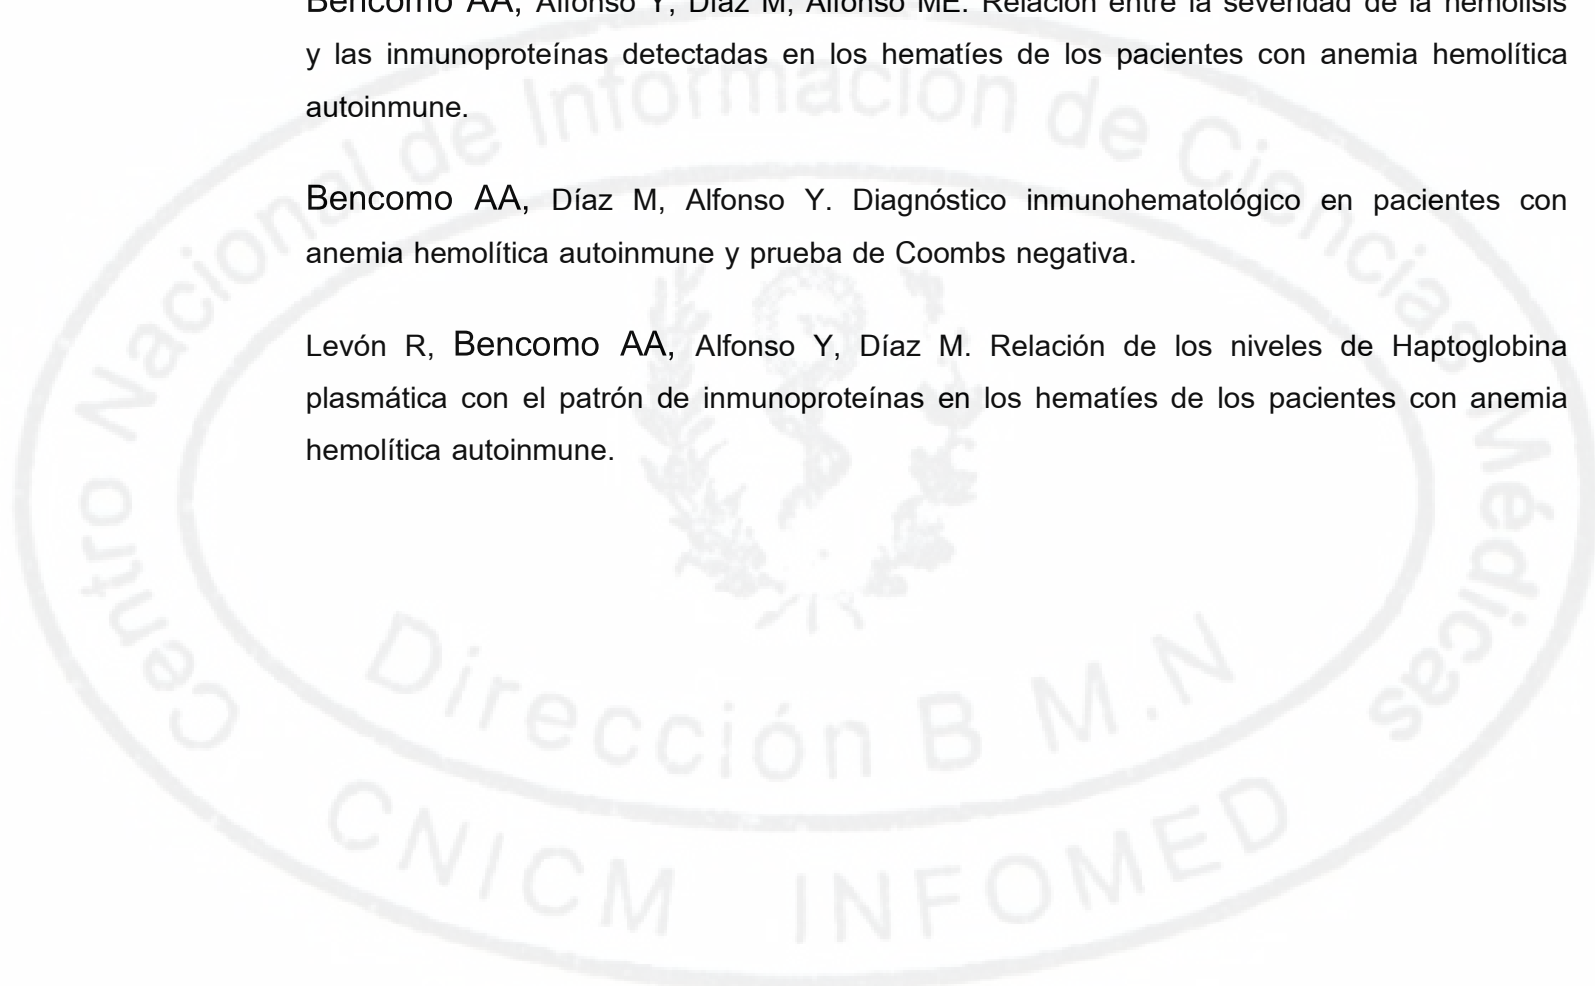 Bencomo AA, Alfonso Y, Díaz M, Alfonso ME. Relación entre la severidad de la hemólisis
y las inmunoproteínas detectadas en los hematíes de los pacientes con anemia hemolítica
autoinmune.
Bencomo AA, Díaz M, Alfonso Y. Diagnóstico inmunohematológico en pacientes con
anemia hemolítica autoinmune y prueba de Coombs negativa.
Levón R, Bencomo AA, Alfonso Y, Díaz M. Relación de los niveles de Haptoglobina
plasmática con el patrón de inmunoproteínas en los hematíes de los pacientes con anemia
hemolítica autoinmune.
Centro Nacional de Información de Ciencias Médicas
Dirección B M.N
CNICM INFOMED